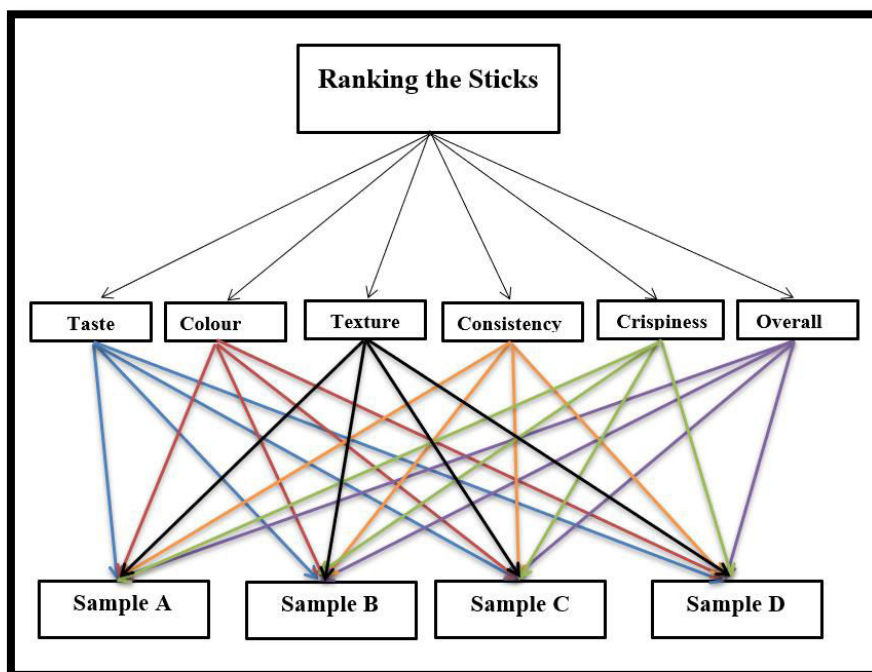 Ranking the Sticks
Taste
Colour
Texture
Consistency
Crispiness
Overall
Sample A
Sample B
Sample C
Sample D